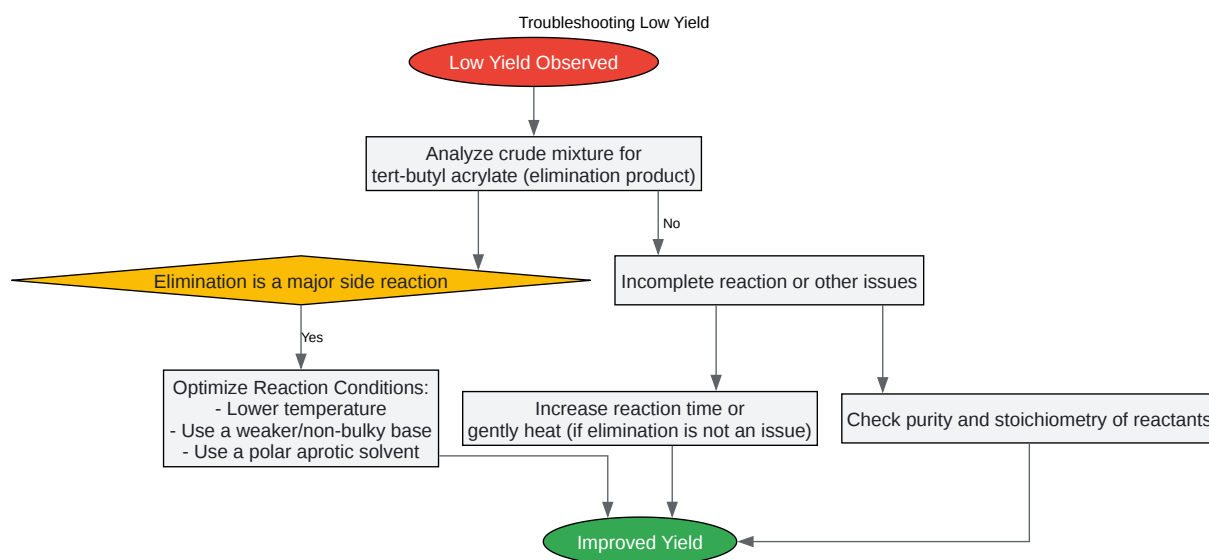 Troubleshooting Low Yield
Low Yield Observed
Analyze crude mixture for
tert-butyl acrylate (elimination product)
No
Elimination is a major side reaction
Incomplete reaction or other issues
Yes
Optimize Reaction Conditions:
- Lower temperature
- Use a weaker/non-bulky base
- Use a polar aprotic solvent
Increase reaction time or
gently heat (if elimination is not an issue)
Check purity and stoichiometry of reactants
Improved Yield